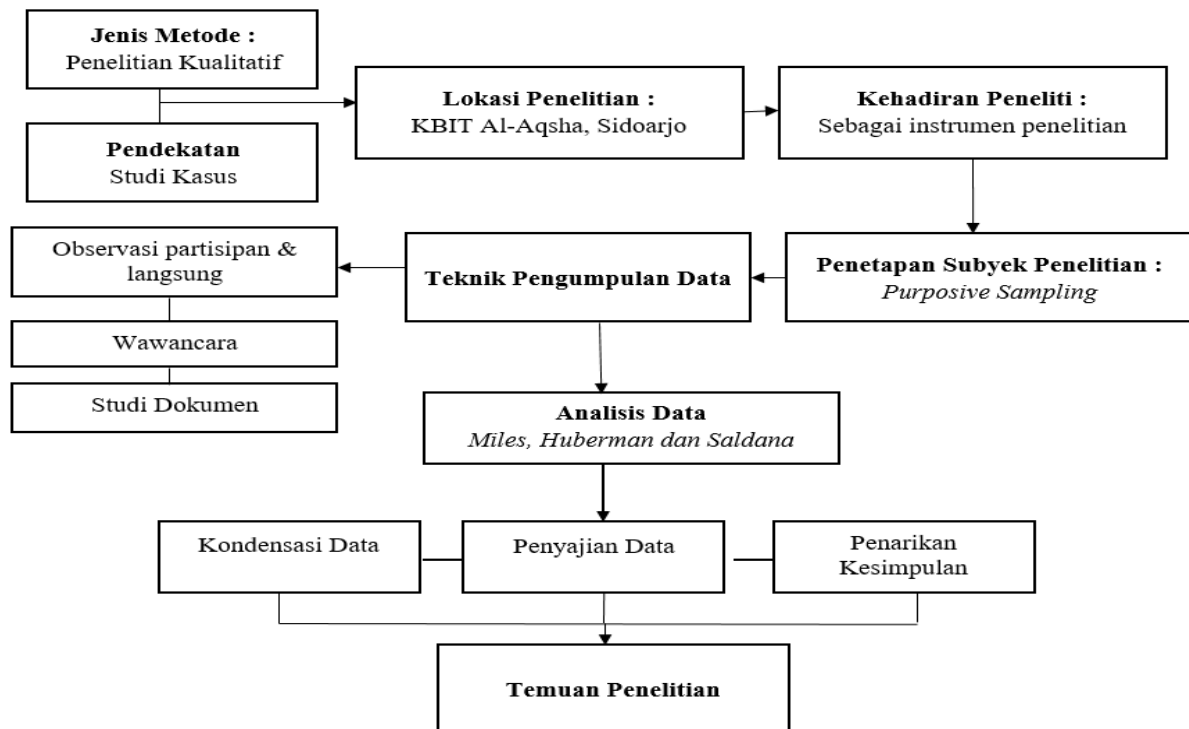 Jenis Metode :
Penelitian Kualitatif
Pendekatan
Studi Kasus
Lokasi Penelitian :
KBIT Al-Aqsha, Sidoarjo
Kehadiran Peneliti :
Sebagai instrumen penelitian
Penetapan Subyek Penelitian :
Purposive Sampling
Teknik Pengumpulan Data
Observasi partisipan &
langsung
Wawancara
Studi Dokumen
Analisis Data
Miles, Huberman dan Saldana
Kondensasi Data
Penyajian Data
Penarikan
Kesimpulan
Temuan Penelitian